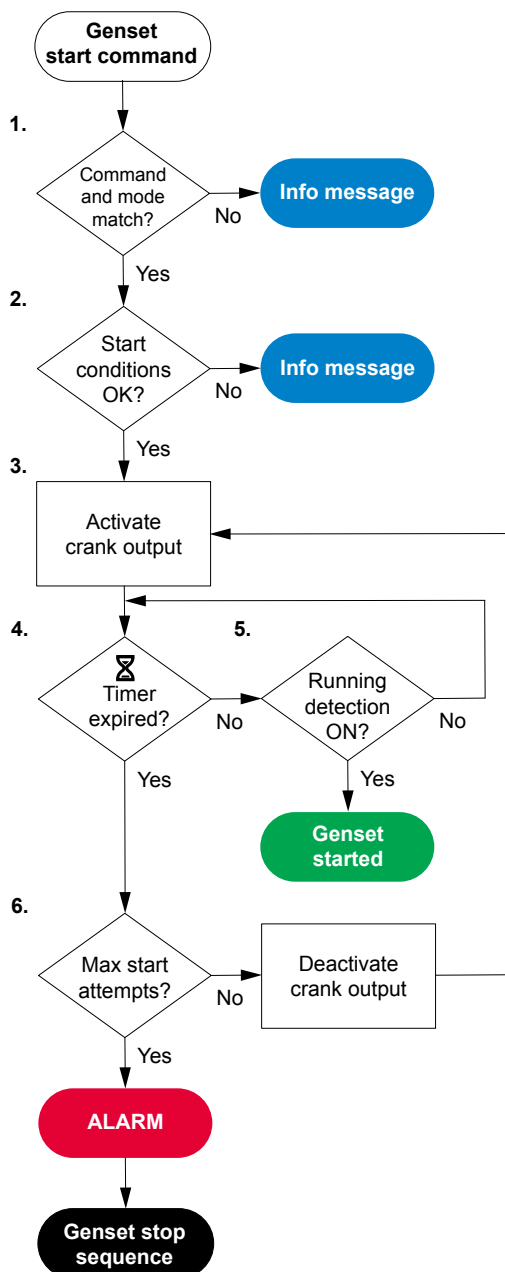 Genset
start command
1.
Command
and mode
match?
No
Info message
Yes
2.
Start
conditions
OK?
No
Info message
Yes
3.
Activate
crank output
4.
Timer
expired?
No
5.
Running
detection
ON?
No
Yes
Yes
Genset
started
6.
Max start
attempts?
No
Deactivate
crank output
Yes
ALARM
Genset stop
sequence